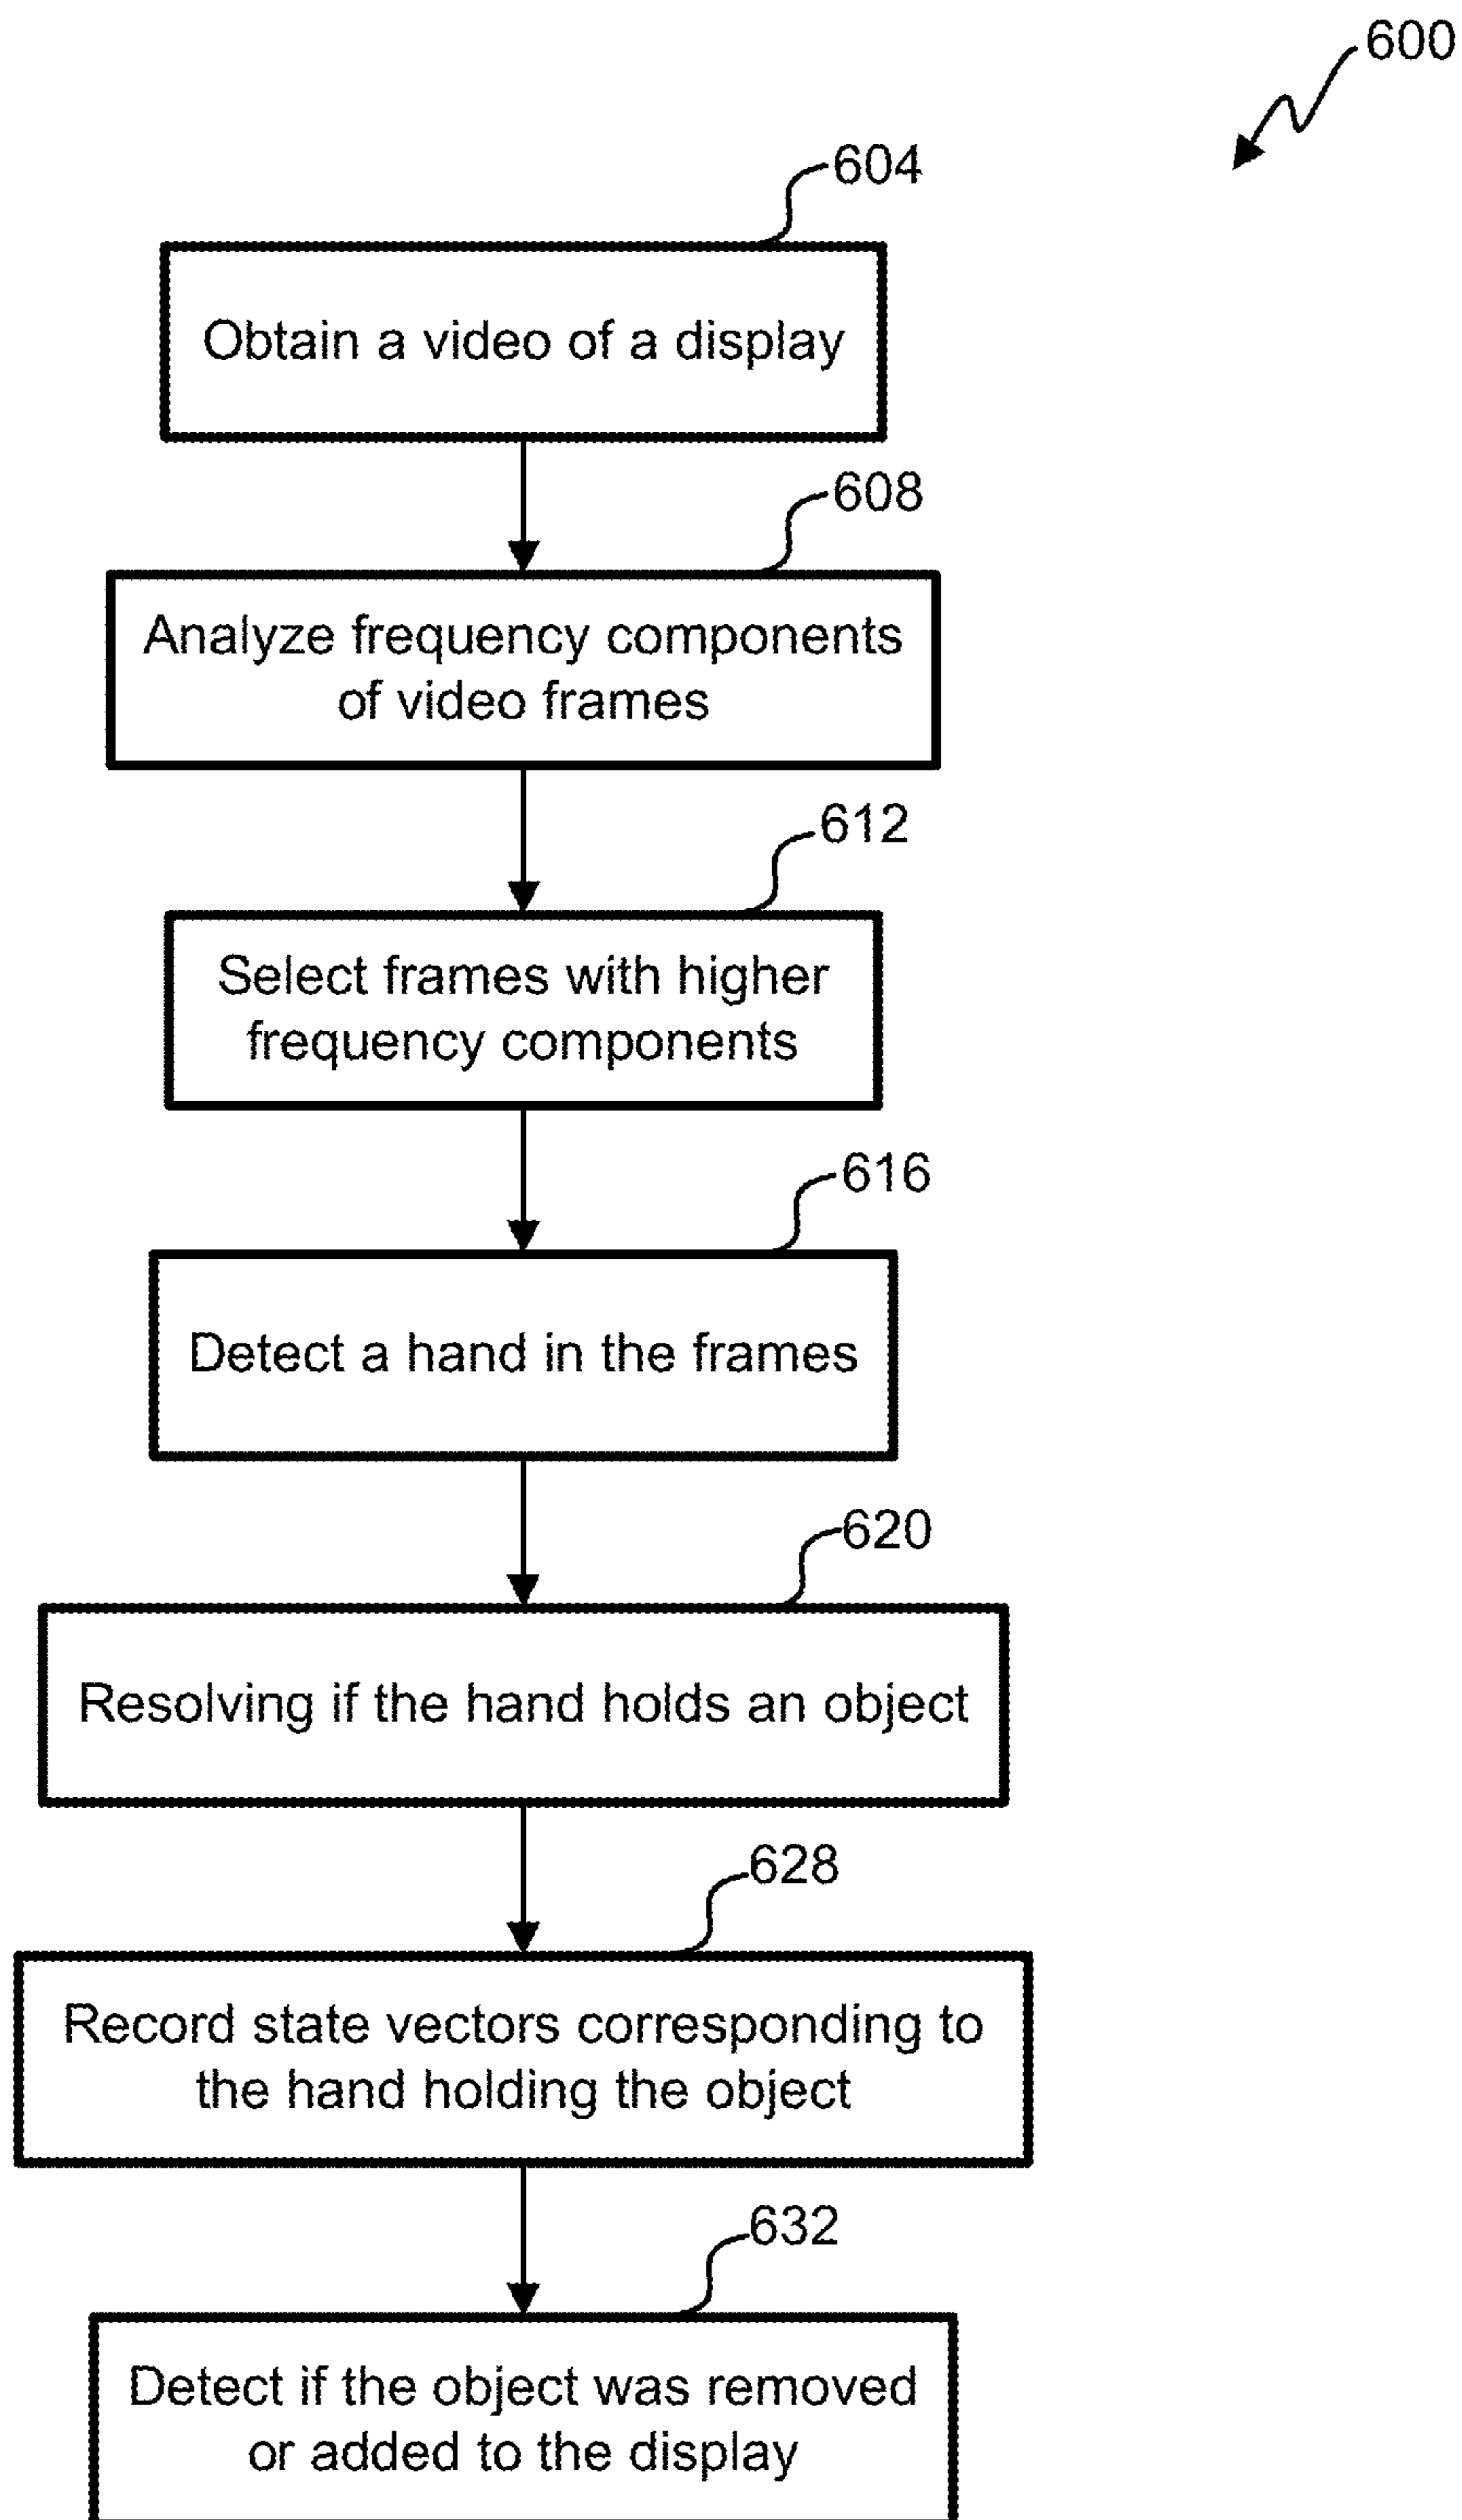 600
604
Obtain a video of a display
608
Analyze frequency components
of video frames
612
Select frames with higher
frequency components
616
Detect a hand in the frames
620
Resolving if the hand holds an object
628
Record state vectors corresponding to
the hand holding the object
632
Detect if the object was removed
or added to the display